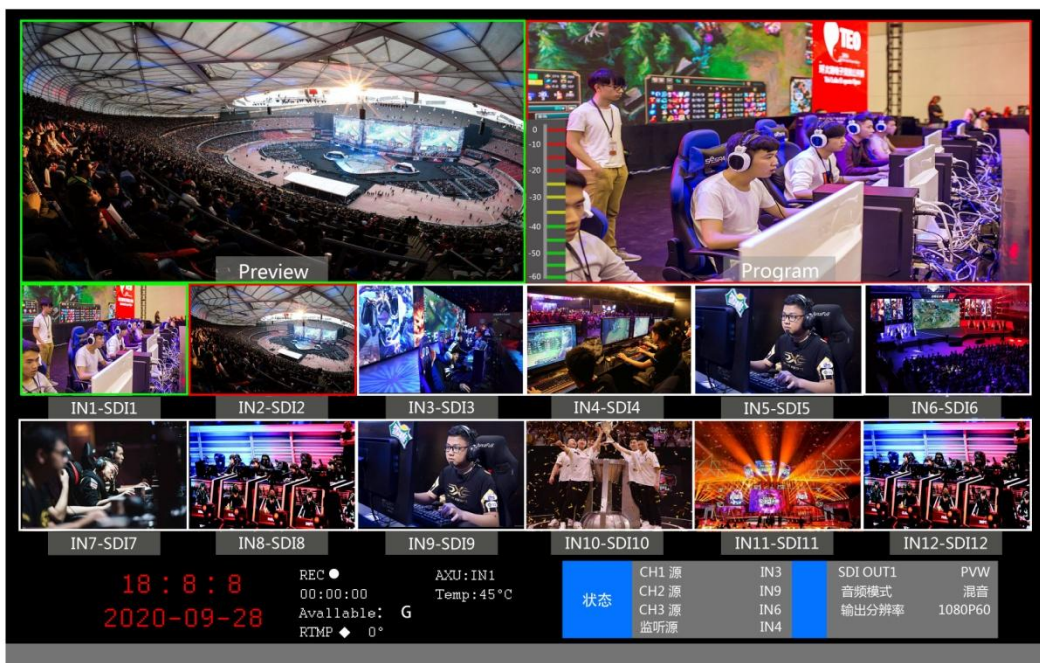 0
-10
-20
-30
-40
-50
-60
TEO
Preview
Program
IN1-SDI1
IN2-SDI2
IN3-SDI3
IN4-SDI4
IN5-SDI5
IN6-SDI6
IN7-SDI7
IN8-SDI8
IN9-SDI9
IN10-SDI10
IN11-SDI11
IN12-SDI12
18:8:8
2020-09-28
REC
00:00:00
Avallable: G
RTMP ◆ 0°
AXU:IN1
Temp:45°C
状态
CH1 源 IN3
CH2 源 IN9
CH3 源 IN6
监听源 IN4
SDI OUT1 PVW
音频模式 混音
输出分辨率 1080P60